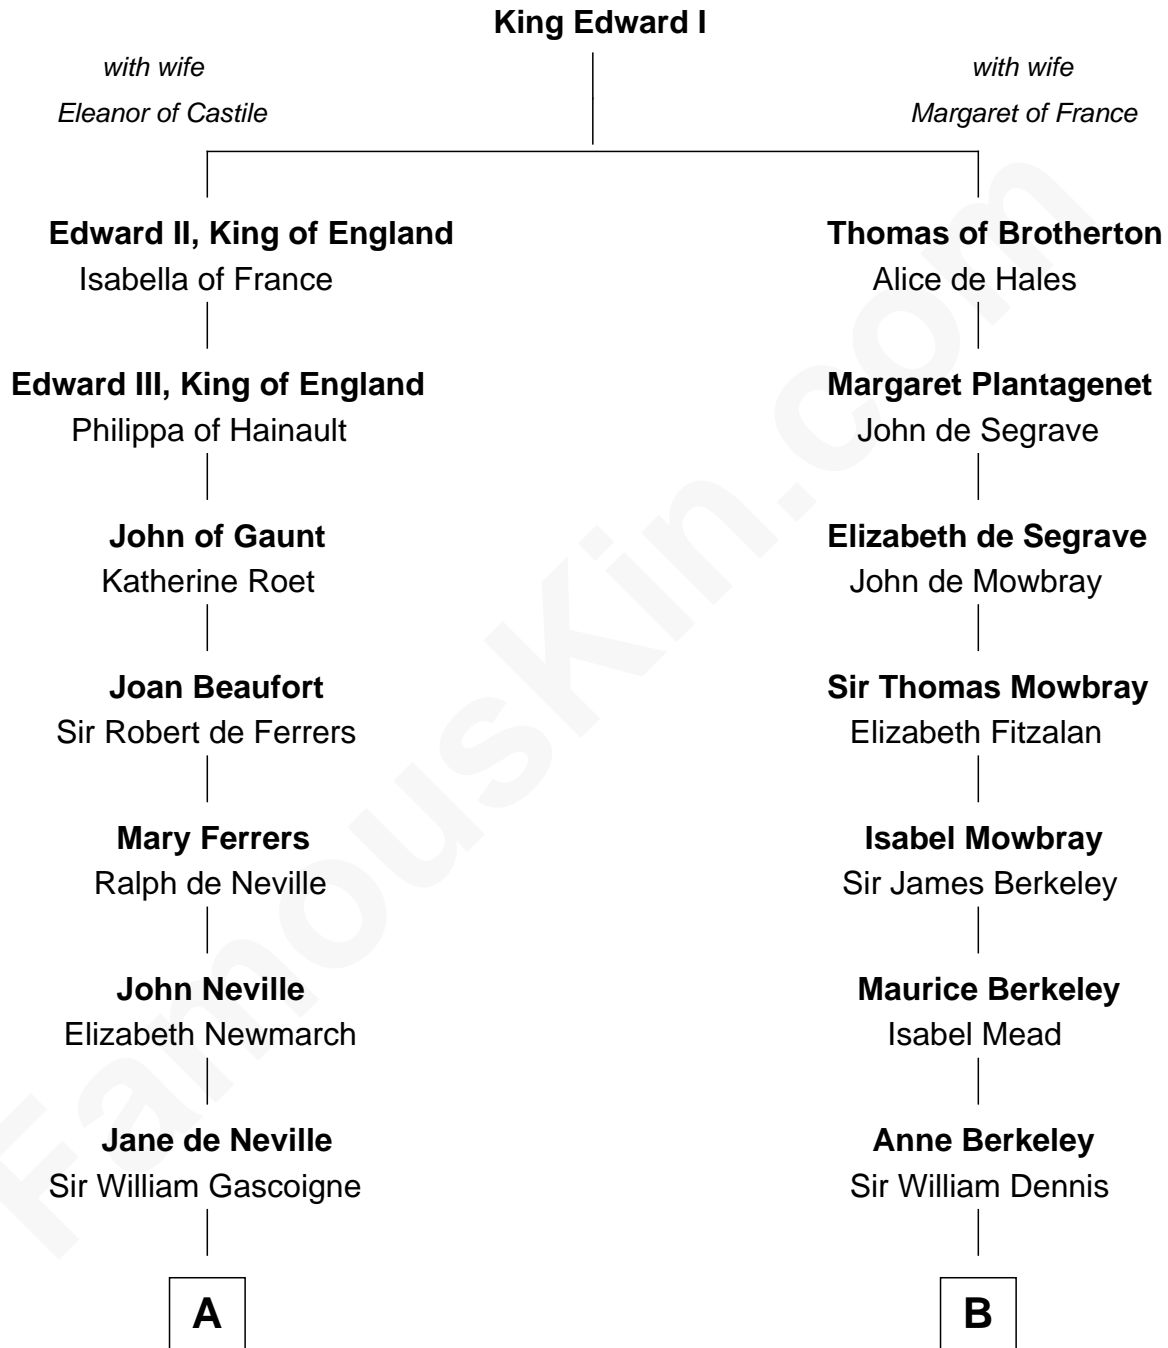 King Edward I
with wife
Eleanor of Castile
with wife
Margaret of France
Edward II, King of England
Isabella of France
Thomas of Brotherton
Alice de Hales
Edward III, King of England
Philippa of Hainault
Margaret Plantagenet
John de Segrave
John of Gaunt
Katherine Roet
Elizabeth de Segrave
John de Mowbray
Joan Beaufort
Sir Robert de Ferrers
Sir Thomas Mowbray
Elizabeth Fitzalan
Mary Ferrers
Ralph de Neville
Isabel Mowbray
Sir James Berkeley
John Neville
Elizabeth Newmarch
Maurice Berkeley
Isabel Mead
Jane de Neville
Sir William Gascoigne
Anne Berkeley
Sir William Dennis
A
B
FamousKin.com